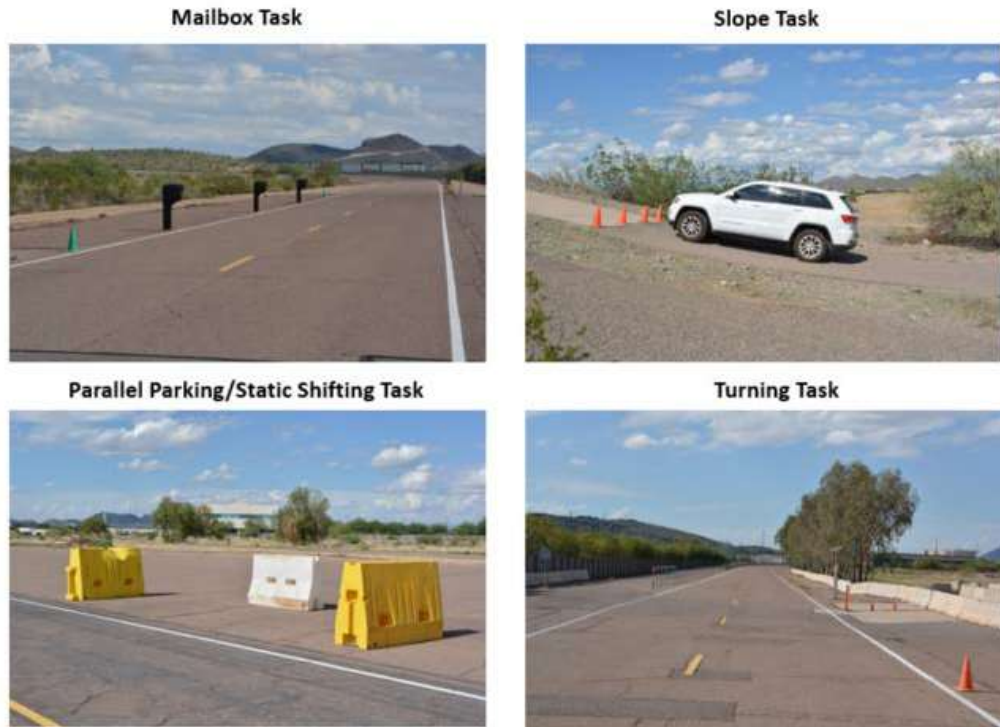 Mailbox Task
Slope Task
Parallel Parking/Static Shifting Task
Turning Task